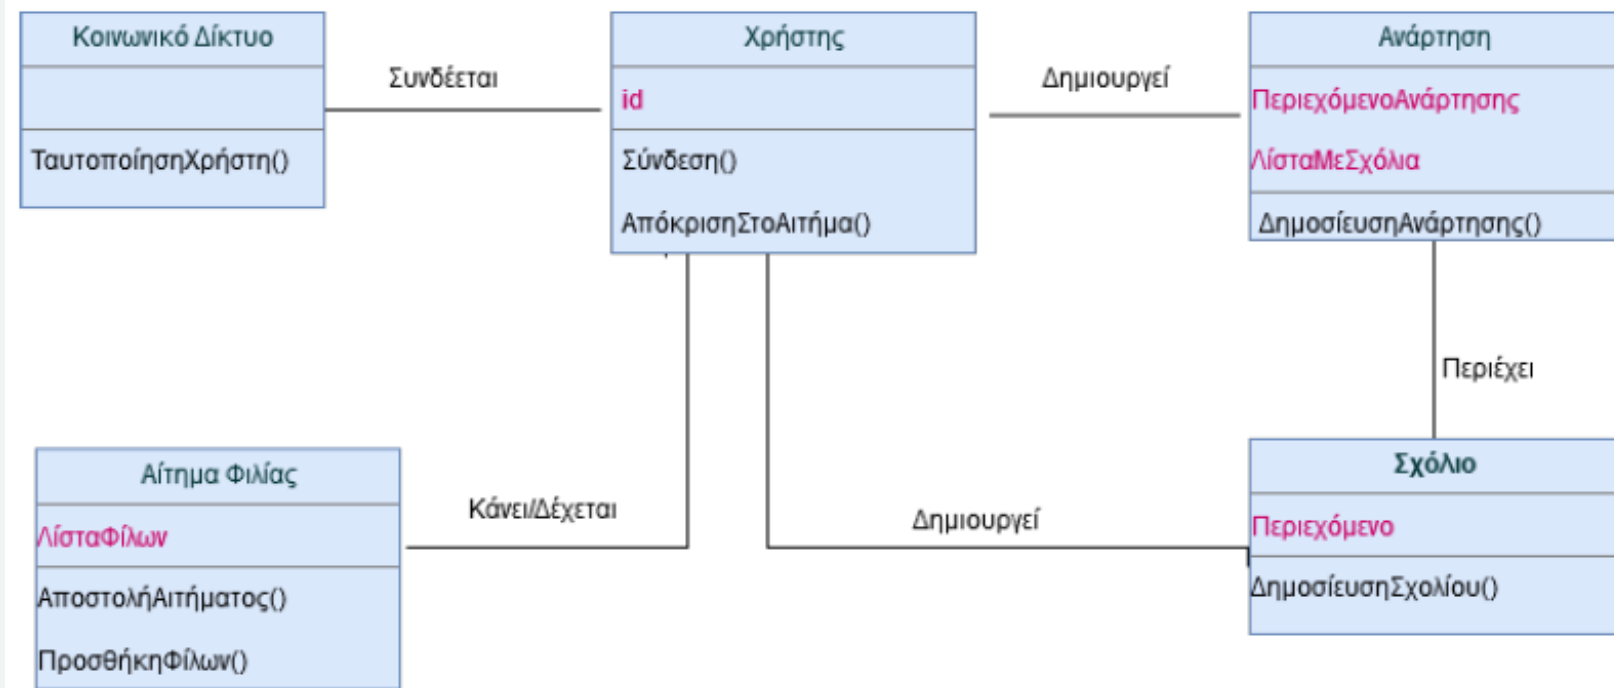 Κοινωνικό Δίκτυο
ΤαυτοποίησηΧρήστη()
Συνδέεται
Χρήστης
id
Σύνδεση()
ΑπόκρισηΣτοΑιτήμα()
Δημιουργεί
Ανάρτηση
ΠεριεχόμενοΑνάρτησης
ΛίσταΜεΣχόλια
ΔημοσίευσηΑνάρτησης()
Περιέχει
Αίτημα Φιλίας
ΛίσταΦίλων
ΑποστολήΑιτήματος()
ΠροσθήκηΦίλων()
Κάνει/Δέχεται
Δημιουργεί
Σχόλιο
Περιεχόμενο
ΔημοσίευσηΣχολίου()